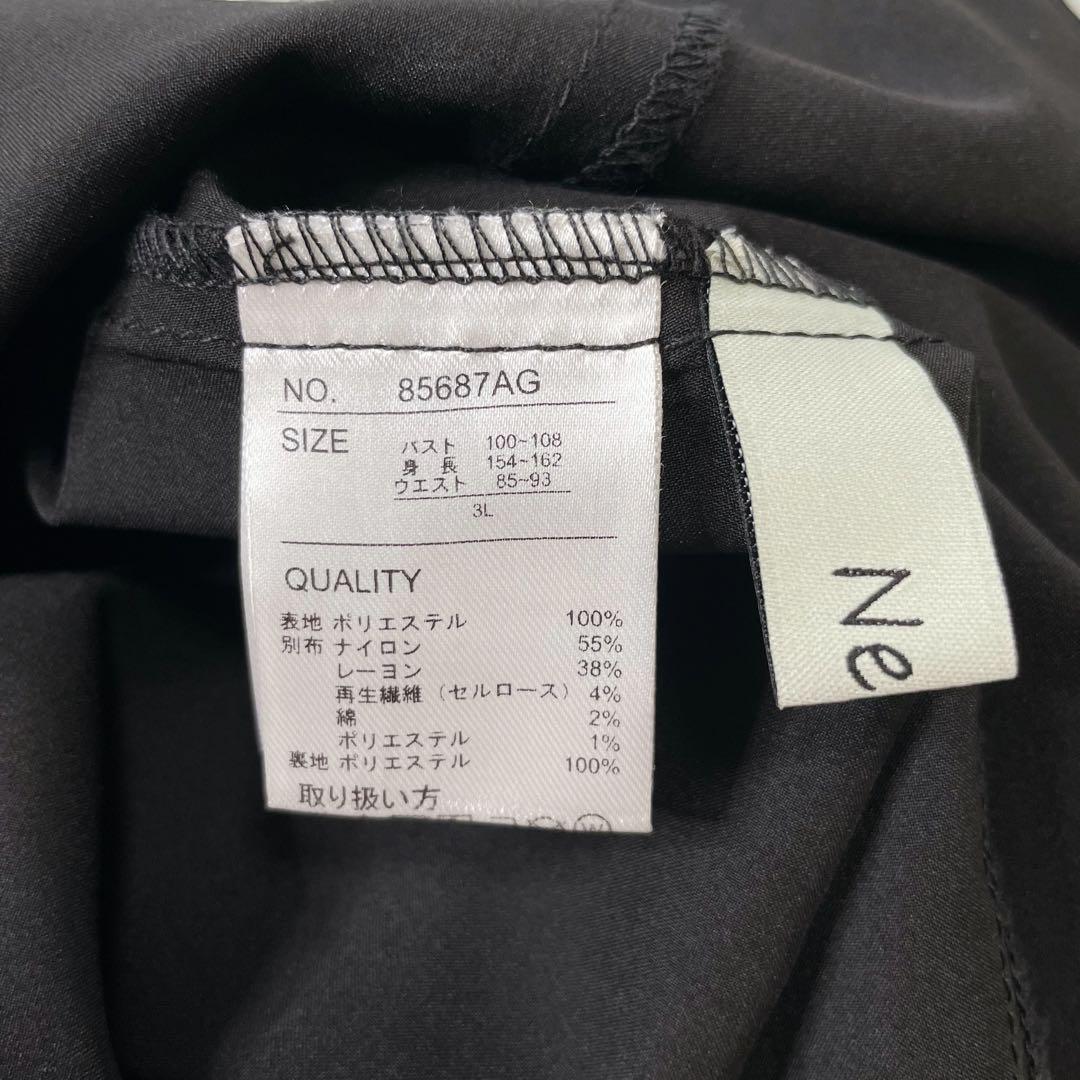 NO. 85687AG
SIZE バスト 100~108
身長 154~162
ウエスト 85~93
3L
QUALITY
表地 ポリエステル 100%
別布 ナイロン 55%
レーヨン 38%
再生繊維 (セルロース) 4%
綿 2%
ポリエステル 1%
裏地 ポリエステル 100%
取り扱い方
W
Ne